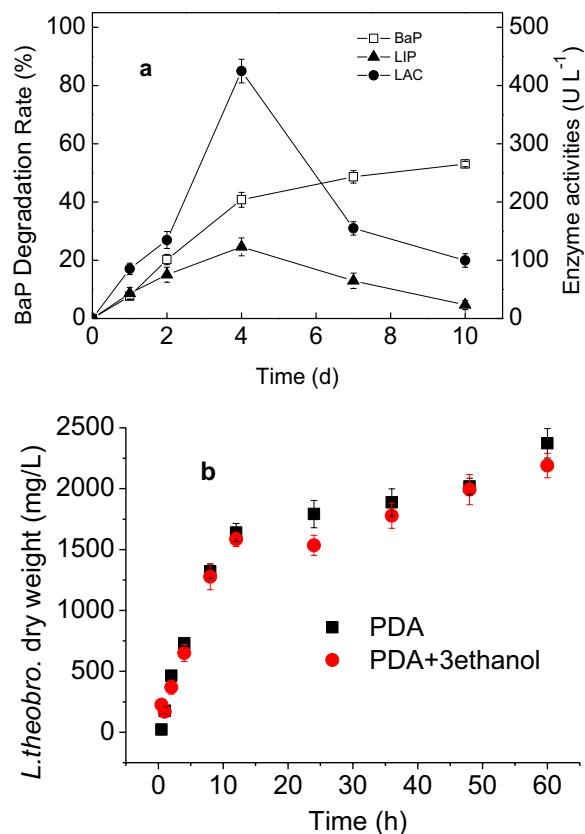 a
BaP
LIP
LAC
BaP Degradation Rate (%)
100
80
60
40
20
0
Enzyme activities (U L⁻¹)
500
400
300
200
100
0
0 2 4 6 8 10
Time (d)
b
L.theobro. dry weight (mg/L)
2500
2000
1500
1000
500
0
PDA
PDA+3ethanol
0 10 20 30 40 50 60
Time (h)